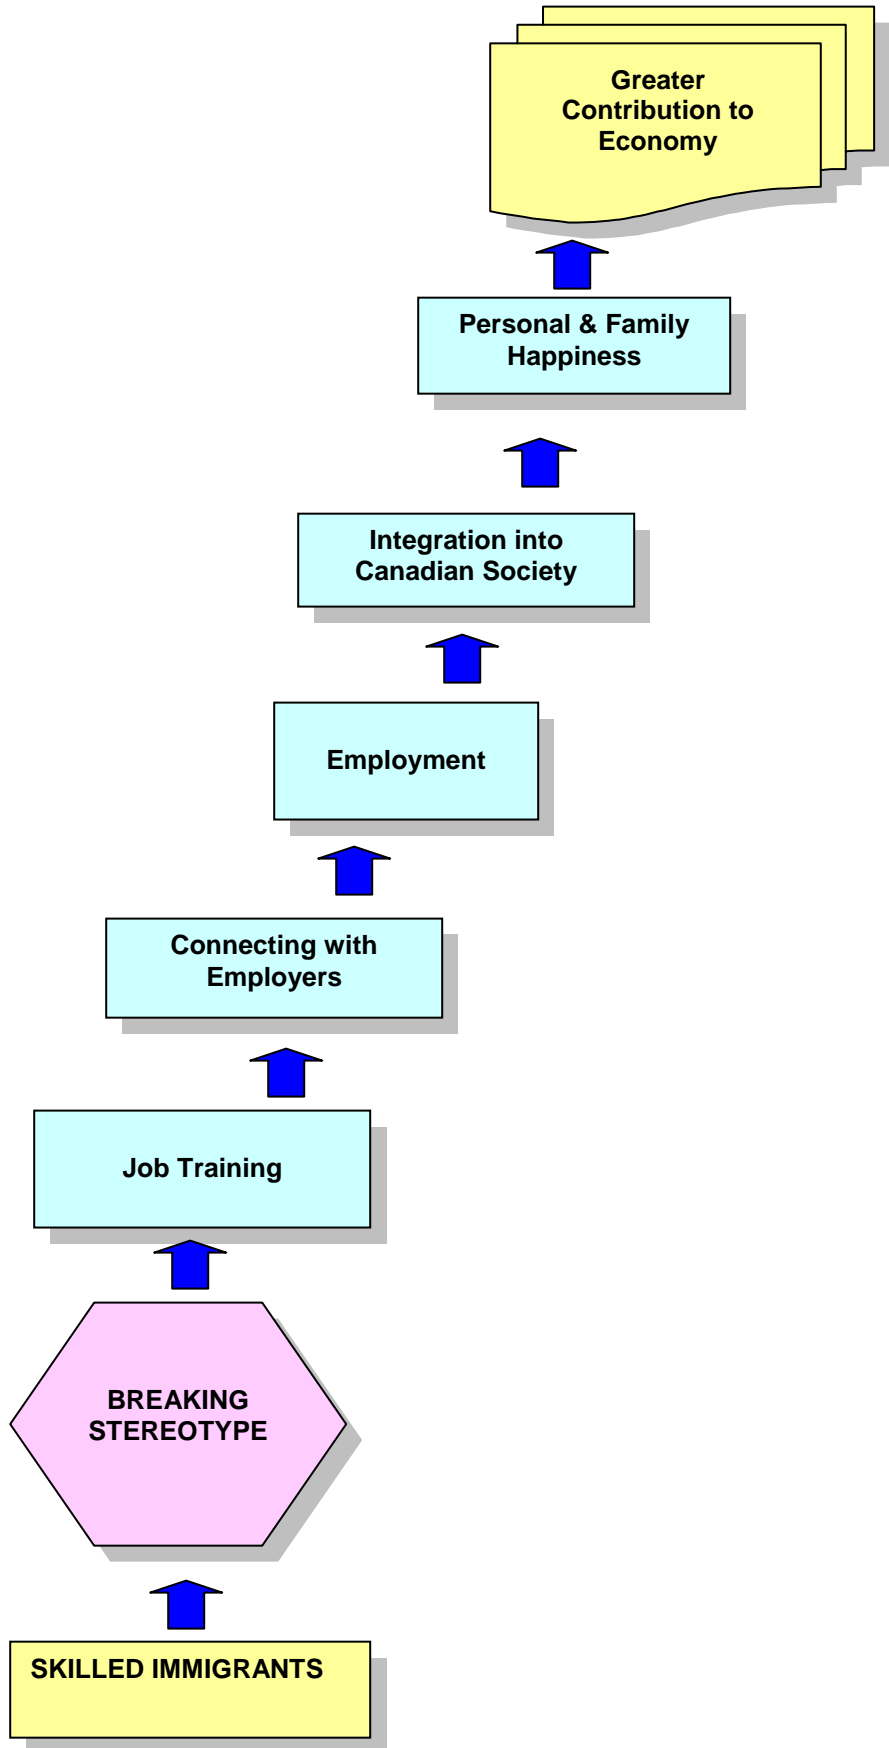 Greater
Contribution to
Economy
Personal & Family
Happiness
Integration into
Canadian Society
Employment
Connecting with
Employers
Job Training
BREAKING
STEREOTYPE
SKILLED IMMIGRANTS